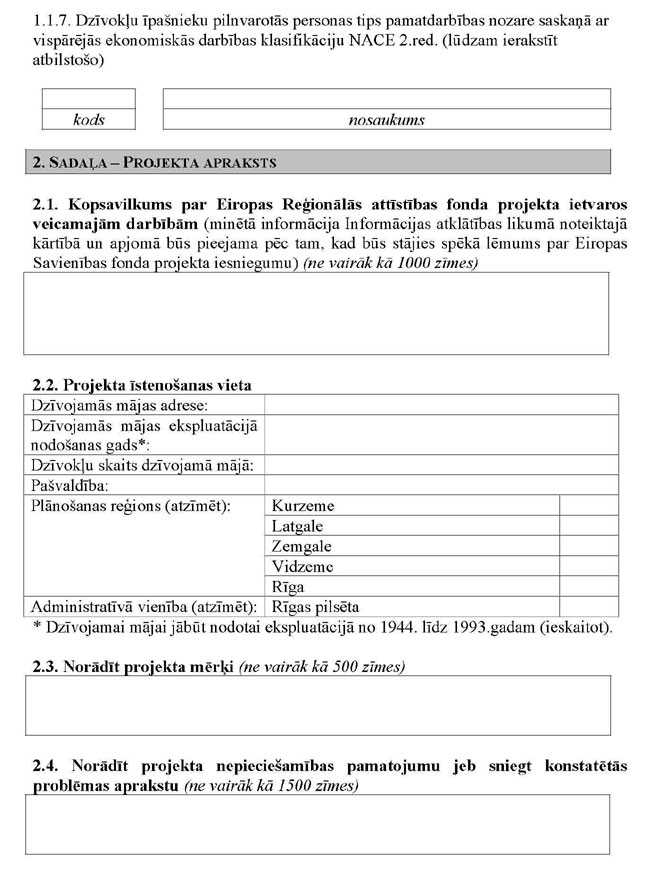 1.1.7. Dzīvokļu īpašnieku pilnvarotās personas tips pamatdarbības nozare saskaņā ar
vispārējās ekonomiskās darbības klasifikāciju NACE 2.red. (lūdzam ierakstīt
atbilstošo)
kods nosaukums
2. SADAĻA – PROJEKTA APRAKSTS
2.1. Kopsavilkums par Eiropas Reģionālās attīstības fonda projekta ietvaros
veicamajām darbībām (minētā informācija Informācijas atklātības likumā noteiktajā
kārtībā un apjomā būs pieejama pēc tam, kad būs stājies spēkā lēmums par Eiropas
Savienības fonda projekta iesniegumu) (ne vairāk kā 1000 zīmes)
2.2. Projekta īstenošanas vieta
Dzīvojamās mājas adrese:
Dzīvojamās mājas ekspluatācijā
nodošanas gads*:
Dzīvokļu skaits dzīvojamā mājā:
Pašvaldība:
Plānošanas reģions (atzīmēt): Kurzeme
Latgale
Zemgale
Vidzeme
Rīga
Administratīvā vienība (atzīmēt): Rīgas pilsēta
* Dzīvojamai mājai jābūt nodotai ekspluatācijā no 1944. līdz 1993.gadam (ieskaitot).
2.3. Norādīt projekta mērķi (ne vairāk kā 500 zīmes)
2.4. Norādīt projekta nepieciešamības pamatojumu jeb sniegt konstatētās
problēmas aprakstu (ne vairāk kā 1500 zīmes)